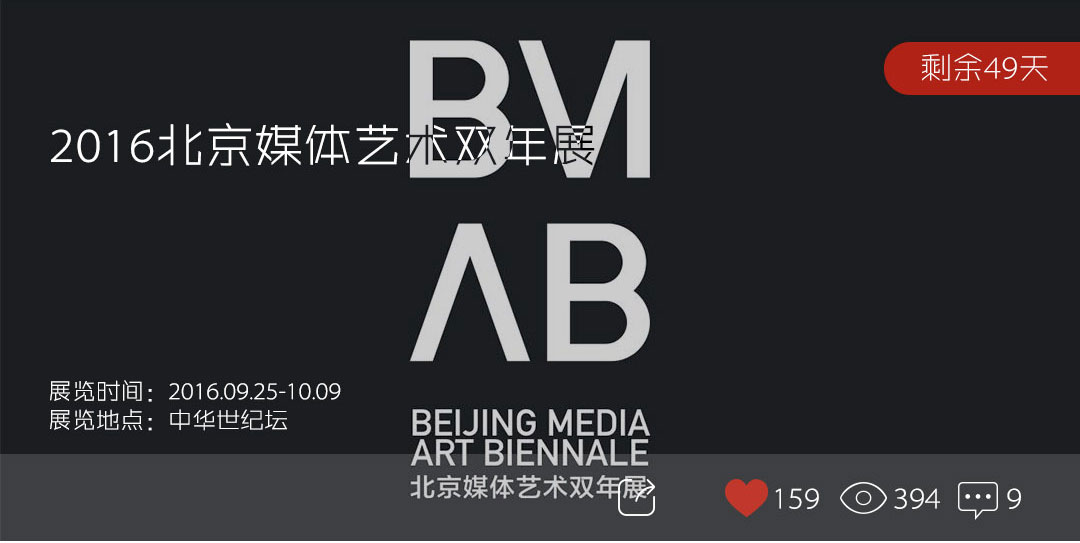 BM
剩余49天
2016北京媒体艺术双年展
AB
展览时间：2016.09.25-10.09
展览地点：中华世纪坛
BEIJING MEDIA
ART BIENNALE
北京媒体艺术双年展
159
394
9